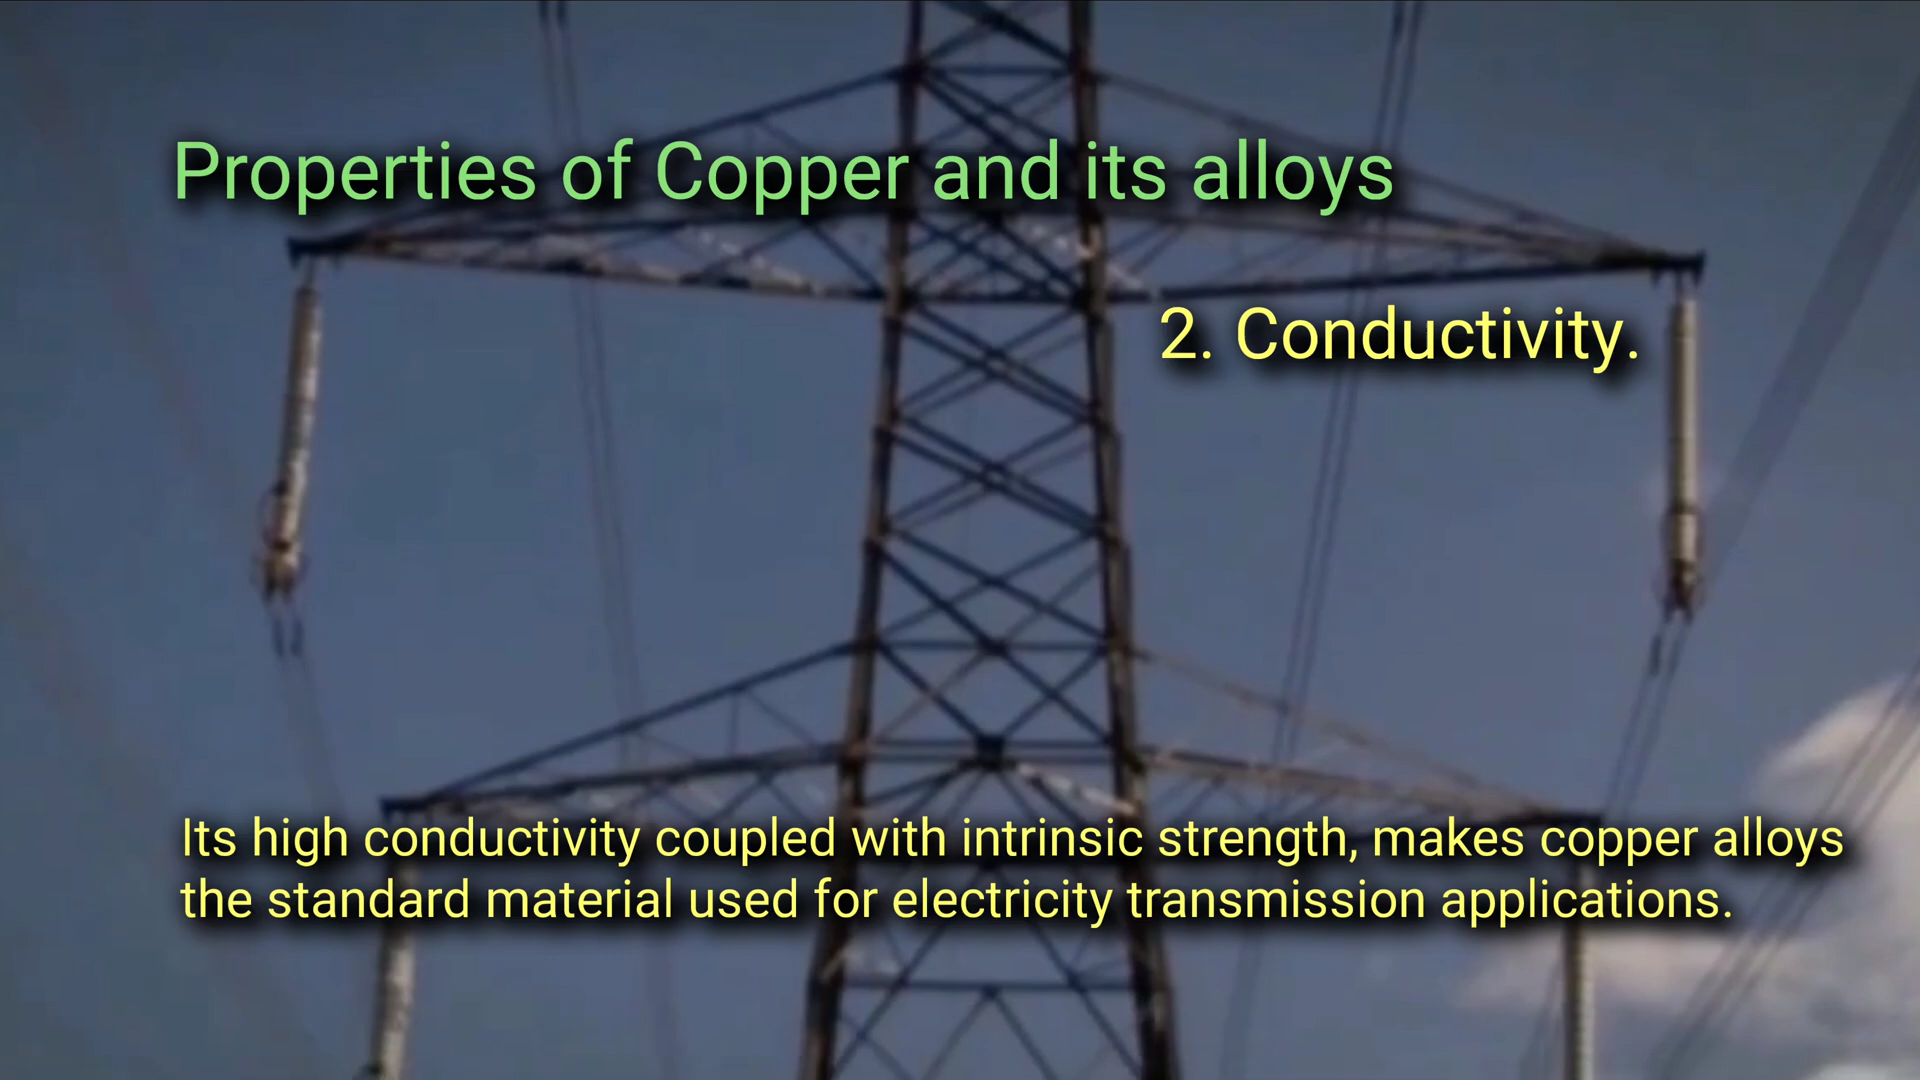 Properties of Copper and its alloys
2. Conductivity.
Its high conductivity coupled with intrinsic strength, makes copper alloys
the standard material used for electricity transmission applications.